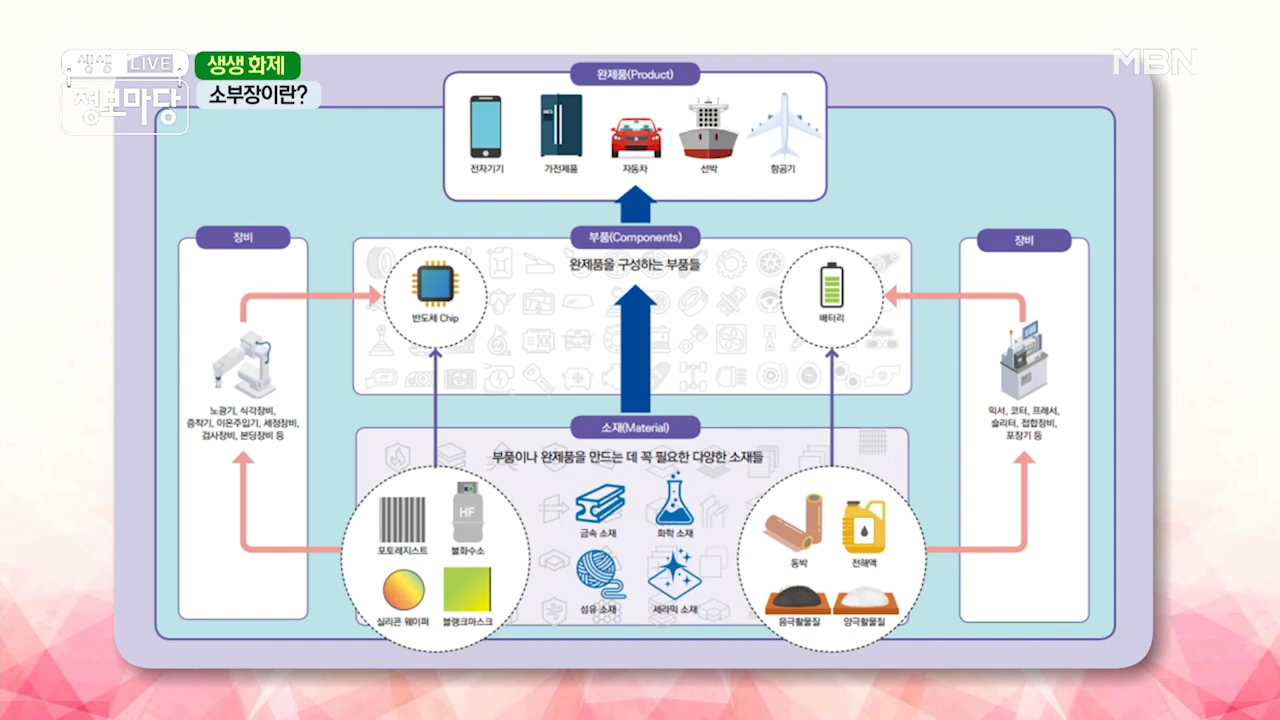 생생 LIVE
정보마당
생생 화제
소부장이란?
MBN
완제품(Product)
전자기기
가전제품
자동차
선박
항공기
장비
부품(Components)
장비
완제품을 구성하는 부품들
반도체 Chip
배터리
노광기, 식각장비,
증착기, 이온주입기, 세정장비,
검사장비, 본딩장비 등
믹서, 코터, 프레서,
슬리터, 접합장비,
포장기 등
소재(Material)
부품이나 완제품을 만드는 데 꼭 필요한 다양한 소재들
HF
포토레지스트
불화수소
실리콘 웨이퍼
블랭크마스크
금속 소재
화학 소재
섬유 소재
세라믹 소재
동박
전해액
음극활물질
양극활물질